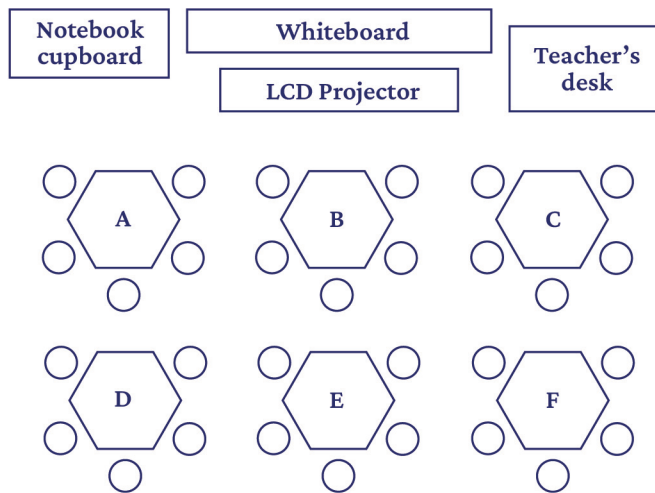 Notebook
cupboard
Whiteboard
LCD Projector
Teacher’s
desk
A
B
C
D
E
F